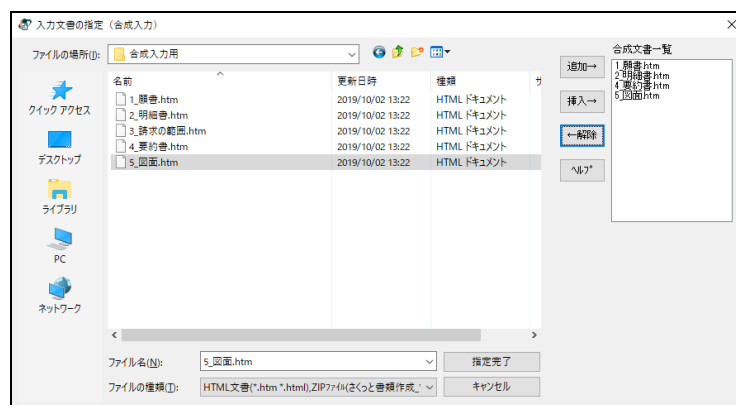 入力文書の指定（合成入力）
ファイルの場所(I):
合成入力用
クイック アクセス
デスクトップ
ライブラリ
PC
ネットワーク
名前 更新日時 種類 サ
1_願書.htm 2019/10/02 13:22 HTML ドキュメント
2_明細書.htm 2019/10/02 13:22 HTML ドキュメント
3_請求の範囲.htm 2019/10/02 13:22 HTML ドキュメント
4_要約書.htm 2019/10/02 13:22 HTML ドキュメント
5_図面.htm 2019/10/02 13:22 HTML ドキュメント
ファイル名(N): 5_図面.htm 指定完了
ファイルの種類(T): HTML文書(*.htm *.html),ZIPファイル(さくっと書類作成_ キャンセル
追加→
挿入→
←解除
ヘルプ
合成文書一覧
1_願書.htm
2_明細書.htm
4_要約書.htm
5_図面.htm